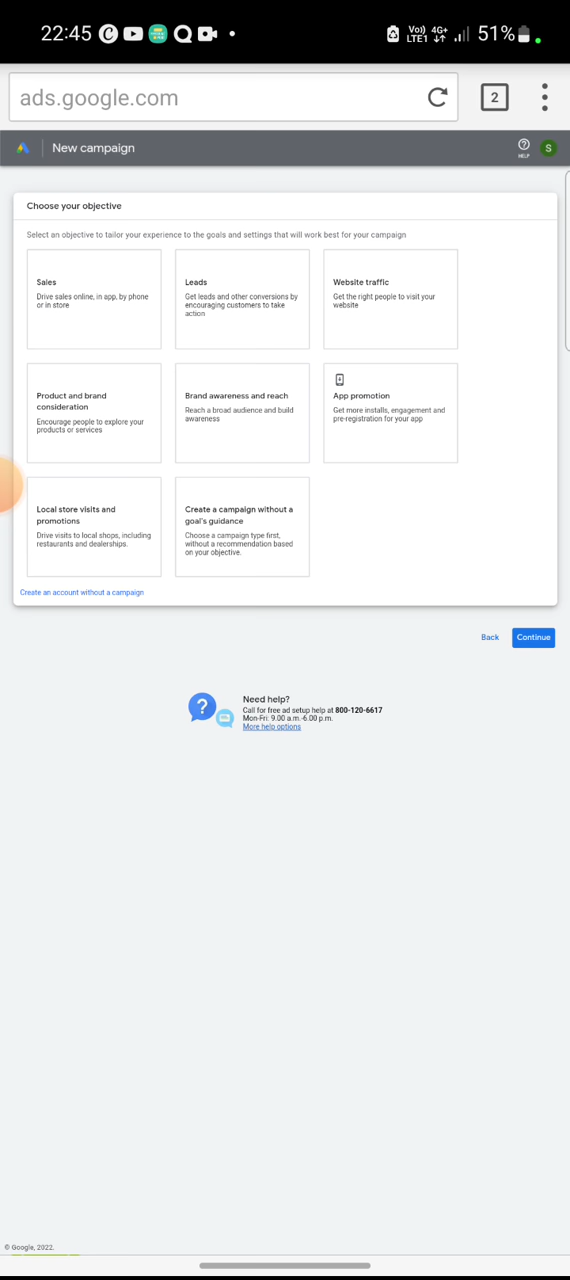 22:45
Vo) 4G+
LTE1
51%
ads.google.com
2
New campaign
HELP
S
Choose your objective
Select an objective to tailor your experience to the goals and settings that will work best for your campaign
Sales
Drive sales online, in app, by phone
or in store
Leads
Get leads and other conversions by
encouraging customers to take
action
Website traffic
Get the right people to visit your
website
Product and brand
consideration
Encourage people to explore your
products or services
Brand awareness and reach
Reach a broad audience and build
awareness
App promotion
Get more installs, engagement and
pre-registration for your app
Local store visits and
promotions
Drive visits to local shops, including
restaurants and dealerships.
Create a campaign without a
goal's guidance
Choose a campaign type first,
without a recommendation based
on your objective.
Create an account without a campaign
Back
Continue
Need help?
Call for free ad setup help at 800-120-6617
Mon-Fri: 9.00 a.m.-6.00 p.m.
More help options
© Google, 2022.